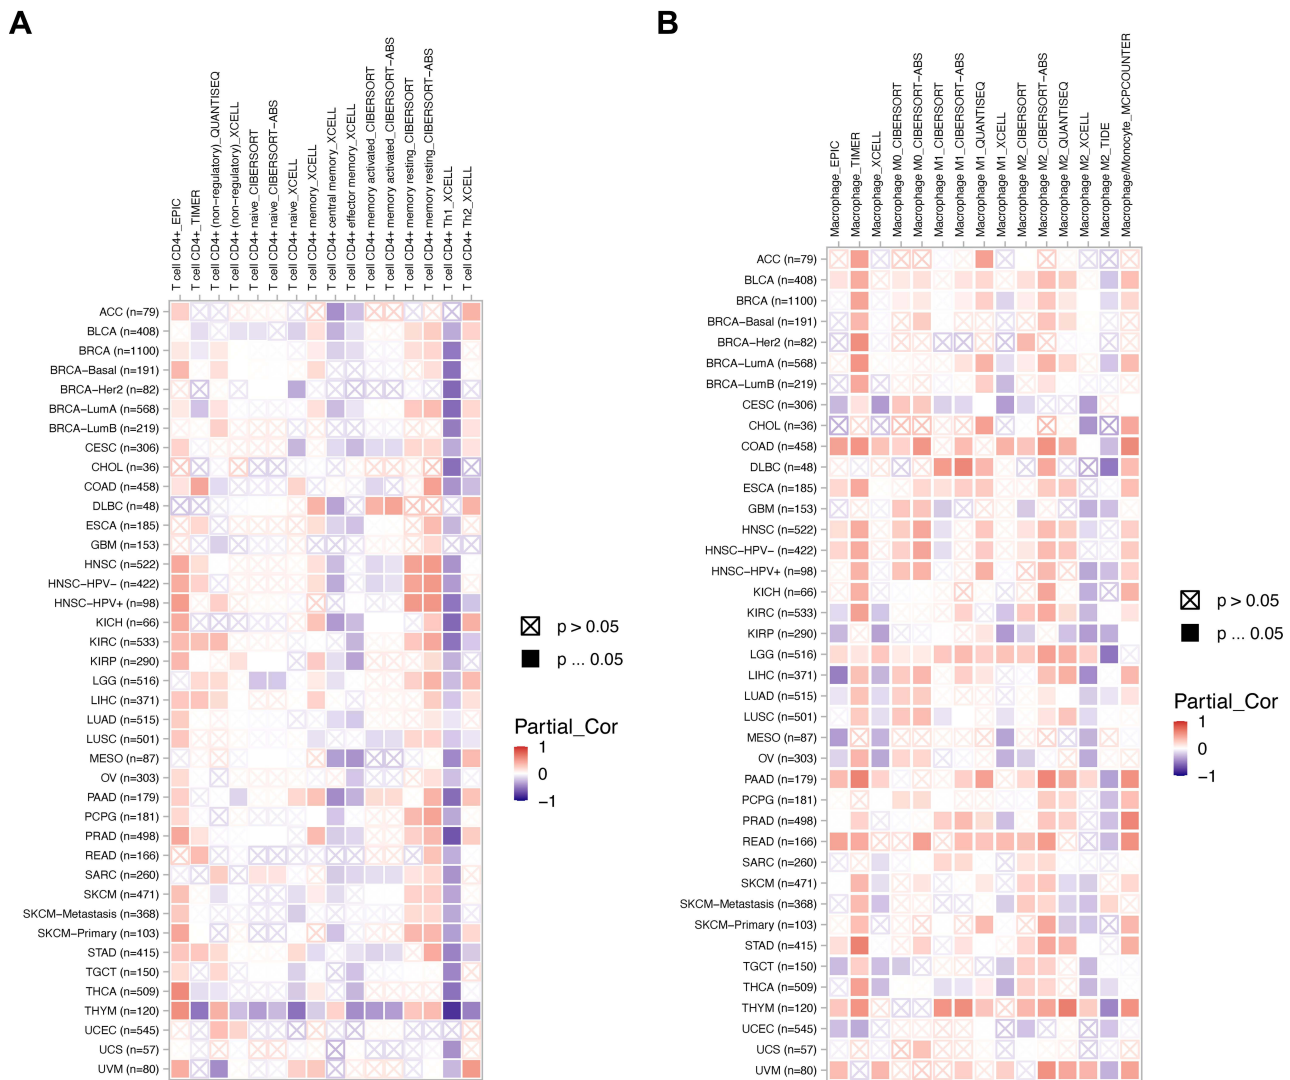 A
B
T cell CD4+_EPIC
T cell CD4+_TIMER
T cell CD4+ (non-regulatory)_QUANTISEQ
T cell CD4+ (non-regulatory)_XCELL
T cell CD4+ naive_CIBERSORT
T cell CD4+ naive_CIBERSORT-ABS
T cell CD4+ naive_XCELL
T cell CD4+ memory_XCELL
T cell CD4+ central memory_XCELL
T cell CD4+ effector memory_XCELL
T cell CD4+ memory activated_CIBERSORT
T cell CD4+ memory activated_CIBERSORT-ABS
T cell CD4+ memory resting_CIBERSORT
T cell CD4+ memory resting_CIBERSORT-ABS
T cell CD4+ Th1_XCELL
T cell CD4+ Th2_XCELL
ACC (n=79)
BLCA (n=408)
BRCA (n=1100)
BRCA-Basal (n=191)
BRCA-Her2 (n=82)
BRCA-LumA (n=568)
BRCA-LumB (n=219)
CESC (n=306)
CHOL (n=36)
COAD (n=458)
DLBC (n=48)
ESCA (n=185)
GBM (n=153)
HNSC (n=522)
HNSC-HPV- (n=422)
HNSC-HPV+ (n=98)
KICH (n=66)
KIRC (n=533)
KIRP (n=290)
LGG (n=516)
LIHC (n=371)
LUAD (n=515)
LUSC (n=501)
MESO (n=87)
OV (n=303)
PAAD (n=179)
PCPG (n=181)
PRAD (n=498)
READ (n=166)
SARC (n=260)
SKCM (n=471)
SKCM-Metastasis (n=368)
SKCM-Primary (n=103)
STAD (n=415)
TGCT (n=150)
THCA (n=509)
THYM (n=120)
UCEC (n=545)
UCS (n=57)
UVM (n=80)
p > 0.05
p ... 0.05
Partial_Cor
1
0
-1
Macrophage_EPIC
Macrophage_TIMER
Macrophage_XCELL
Macrophage M0_CIBERSORT
Macrophage M0_CIBERSORT-ABS
Macrophage M1_CIBERSORT
Macrophage M1_CIBERSORT-ABS
Macrophage M1_QUANTISEQ
Macrophage M1_XCELL
Macrophage M2_CIBERSORT
Macrophage M2_CIBERSORT-ABS
Macrophage M2_QUANTISEQ
Macrophage M2_XCELL
Macrophage M2_TIDE
Macrophage/Monocyte_MCPCOUNTER
ACC (n=79)
BLCA (n=408)
BRCA (n=1100)
BRCA-Basal (n=191)
BRCA-Her2 (n=82)
BRCA-LumA (n=568)
BRCA-LumB (n=219)
CESC (n=306)
CHOL (n=36)
COAD (n=458)
DLBC (n=48)
ESCA (n=185)
GBM (n=153)
HNSC (n=522)
HNSC-HPV- (n=422)
HNSC-HPV+ (n=98)
KICH (n=66)
KIRC (n=533)
KIRP (n=290)
LGG (n=516)
LIHC (n=371)
LUAD (n=515)
LUSC (n=501)
MESO (n=87)
OV (n=303)
PAAD (n=179)
PCPG (n=181)
PRAD (n=498)
READ (n=166)
SARC (n=260)
SKCM (n=471)
SKCM-Metastasis (n=368)
SKCM-Primary (n=103)
STAD (n=415)
TGCT (n=150)
THCA (n=509)
THYM (n=120)
UCEC (n=545)
UCS (n=57)
UVM (n=80)
p > 0.05
p ... 0.05
Partial_Cor
1
0
-1